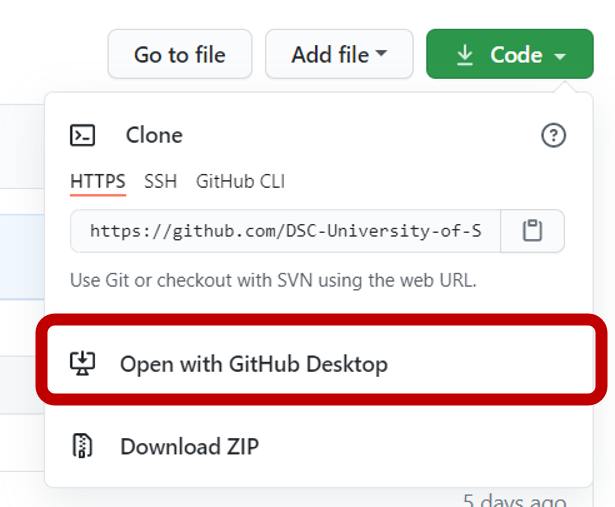 Go to file Add file Code
Clone
HTTPS SSH GitHub CLI
https://github.com/DSC-University-of-S
Use Git or checkout with SVN using the web URL.
Open with GitHub Desktop
Download ZIP
5 days ago